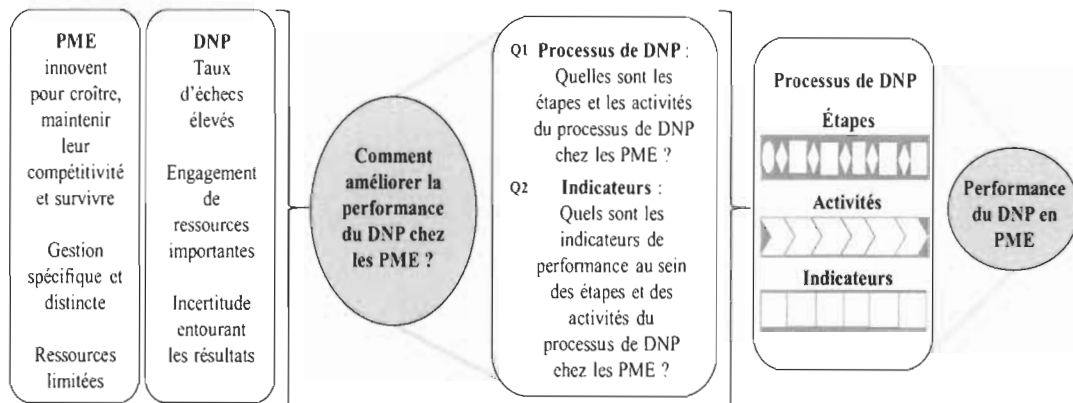 PME
innovent
pour croître,
maintenir
leur
compétitivité
et survivre
Gestion
spécifique et
distincte
Ressources
limitées
DNP
Taux
d'échecs
élevés
Engagement
de
ressources
importantes
Incertitude
entourant
les résultats
Comment
améliorer la
performance
du DNP chez
les PME ?
Q1 Processus de DNP :
Quelles sont les
étapes et les activités
du processus de DNP
chez les PME ?
Q2 Indicateurs :
Quels sont les
indicateurs de
performance au sein
des étapes et des
activités du
processus de DNP
chez les PME ?
Processus de DNP
Étapes
Activités
Indicateurs
Performance
du DNP en
PME